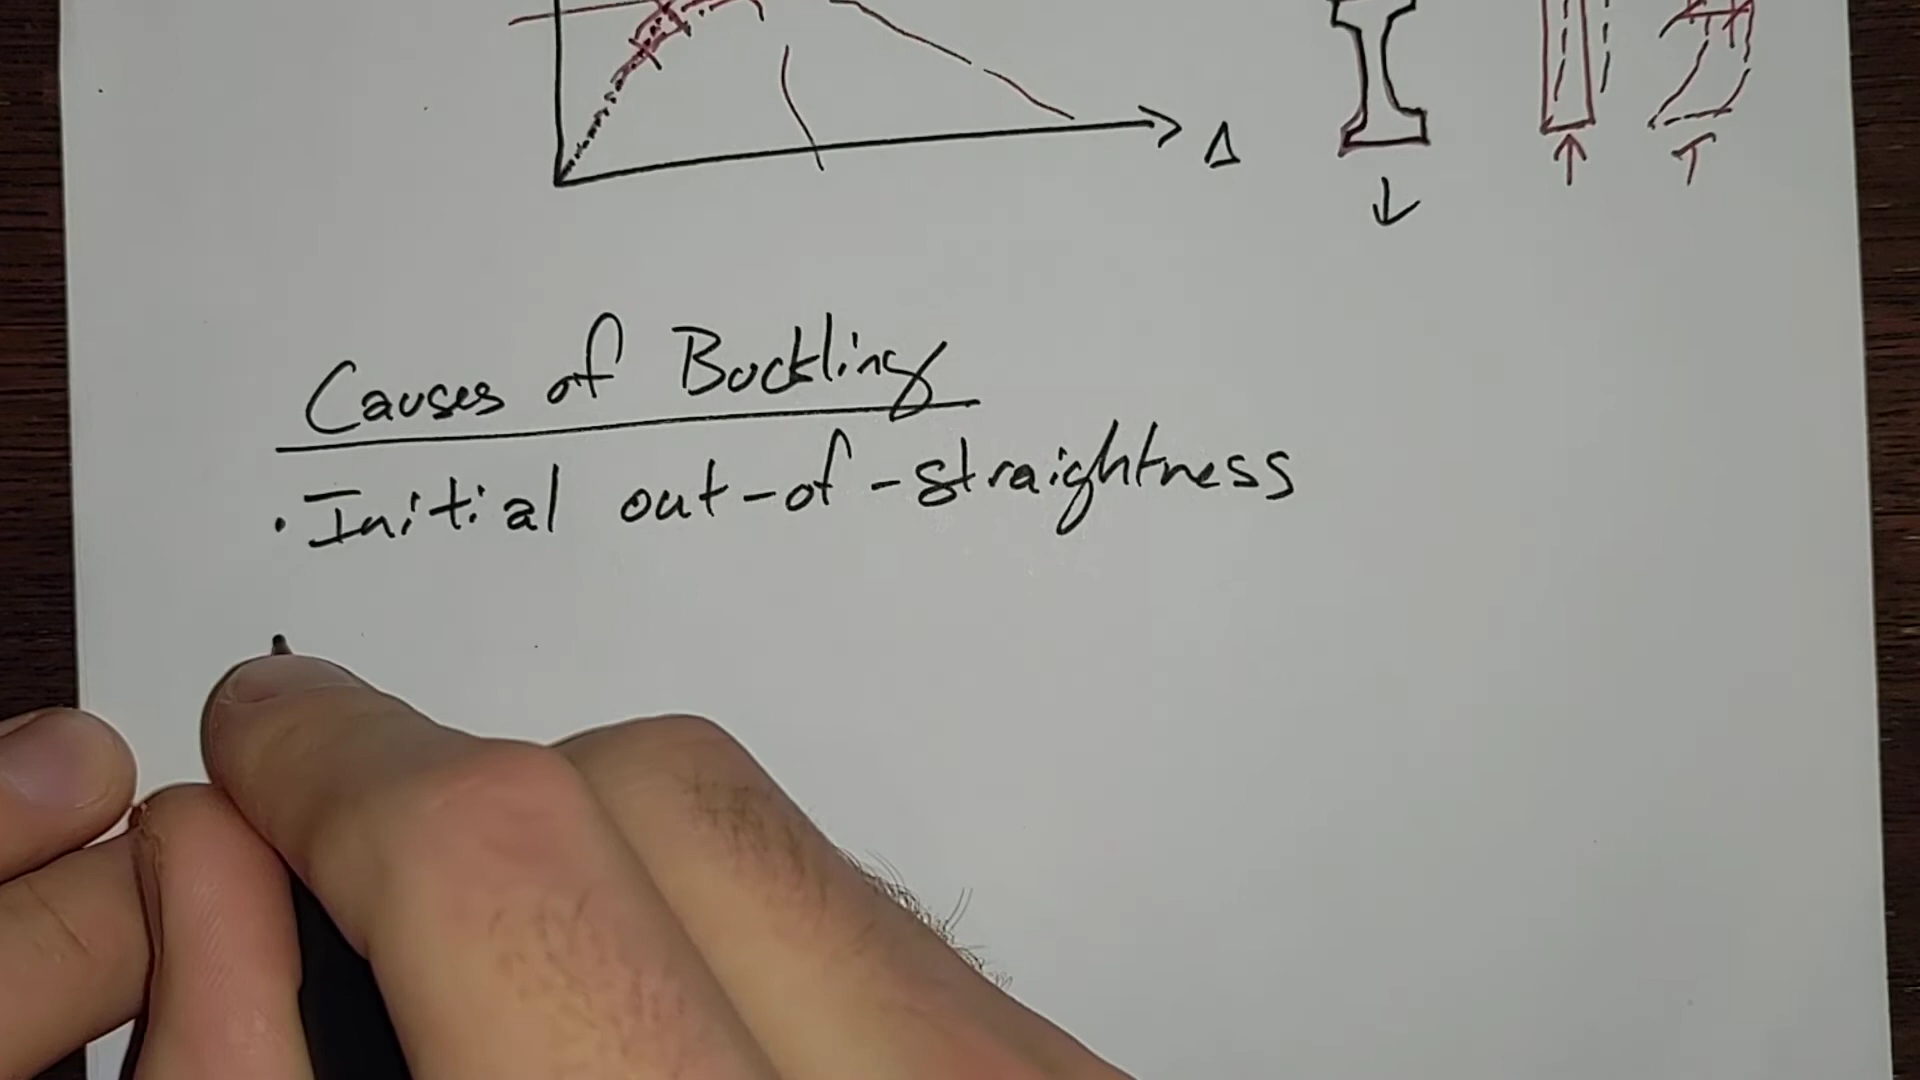 Δ
Causes of Buckling
· Initial out-of-straightness